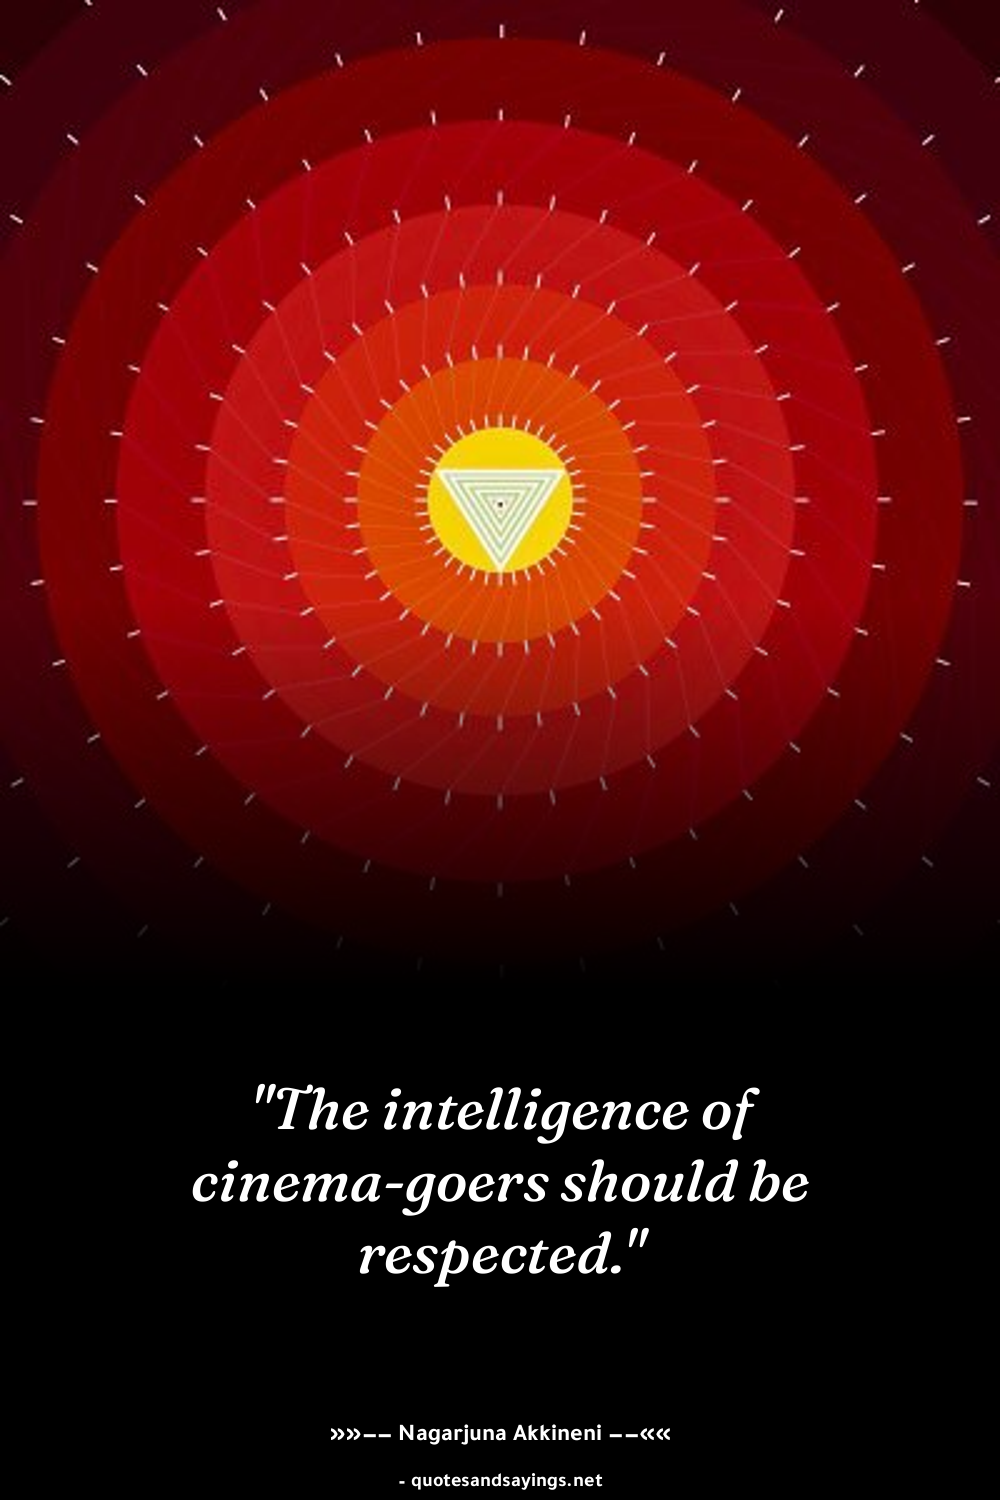 "The intelligence of
cinema-goers should be
respected."
»»−− Nagarjuna Akkineni −−««
- quotesandsayings.net